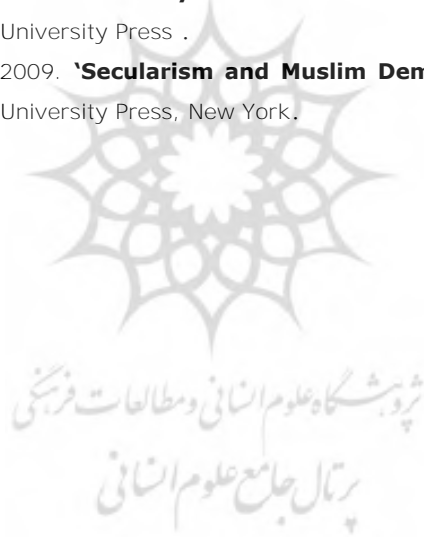 University Press .
2009. ‘Secularism and Muslim Dem
University Press, New York.
پژوهشگاه علوم انسانی و مطالعات فرهنگی
پرتال جامع علوم انسانی